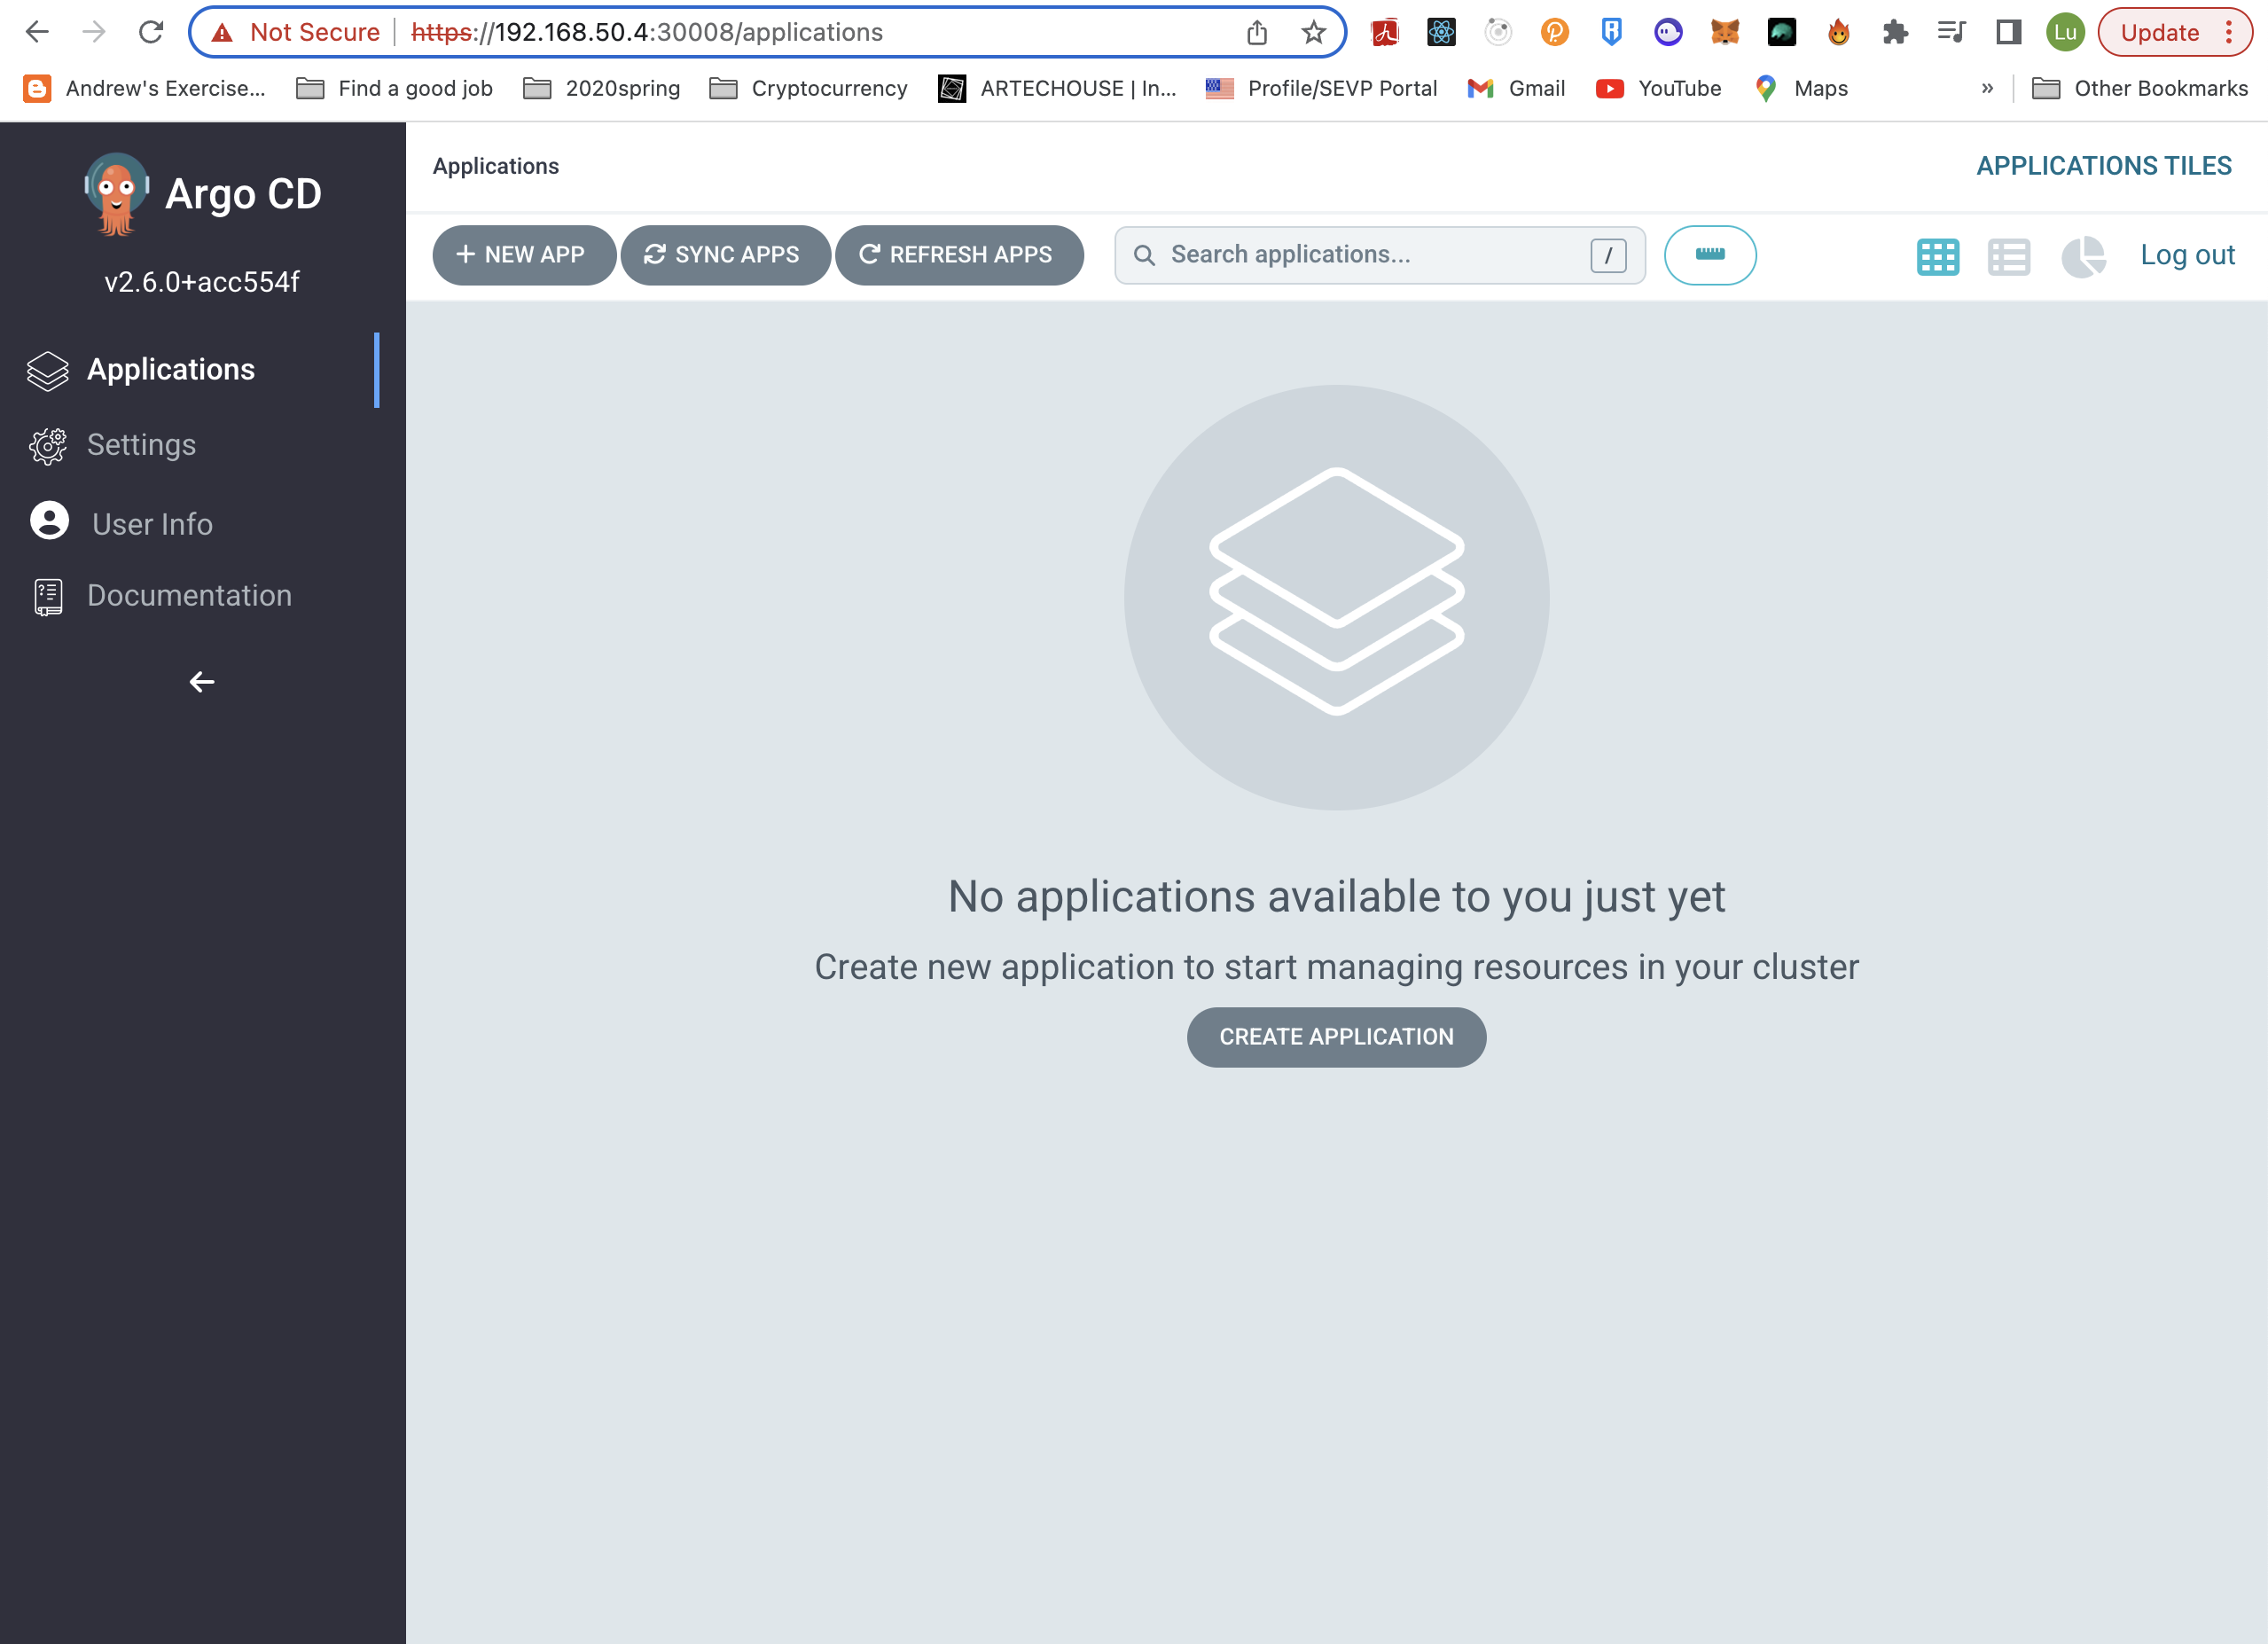 Not Secure https://192.168.50.4:30008/applications Lu Update
Andrew's Exercise... Find a good job 2020spring Cryptocurrency ARTECHOUSE | In... Profile/SEVP Portal Gmail YouTube Maps » Other Bookmarks
Argo CD
v2.6.0+acc554f
Applications
Settings
User Info
Documentation
Applications APPLICATIONS TILES
+ NEW APP SYNC APPS REFRESH APPS Search applications... / Log out
No applications available to you just yet
Create new application to start managing resources in your cluster
CREATE APPLICATION